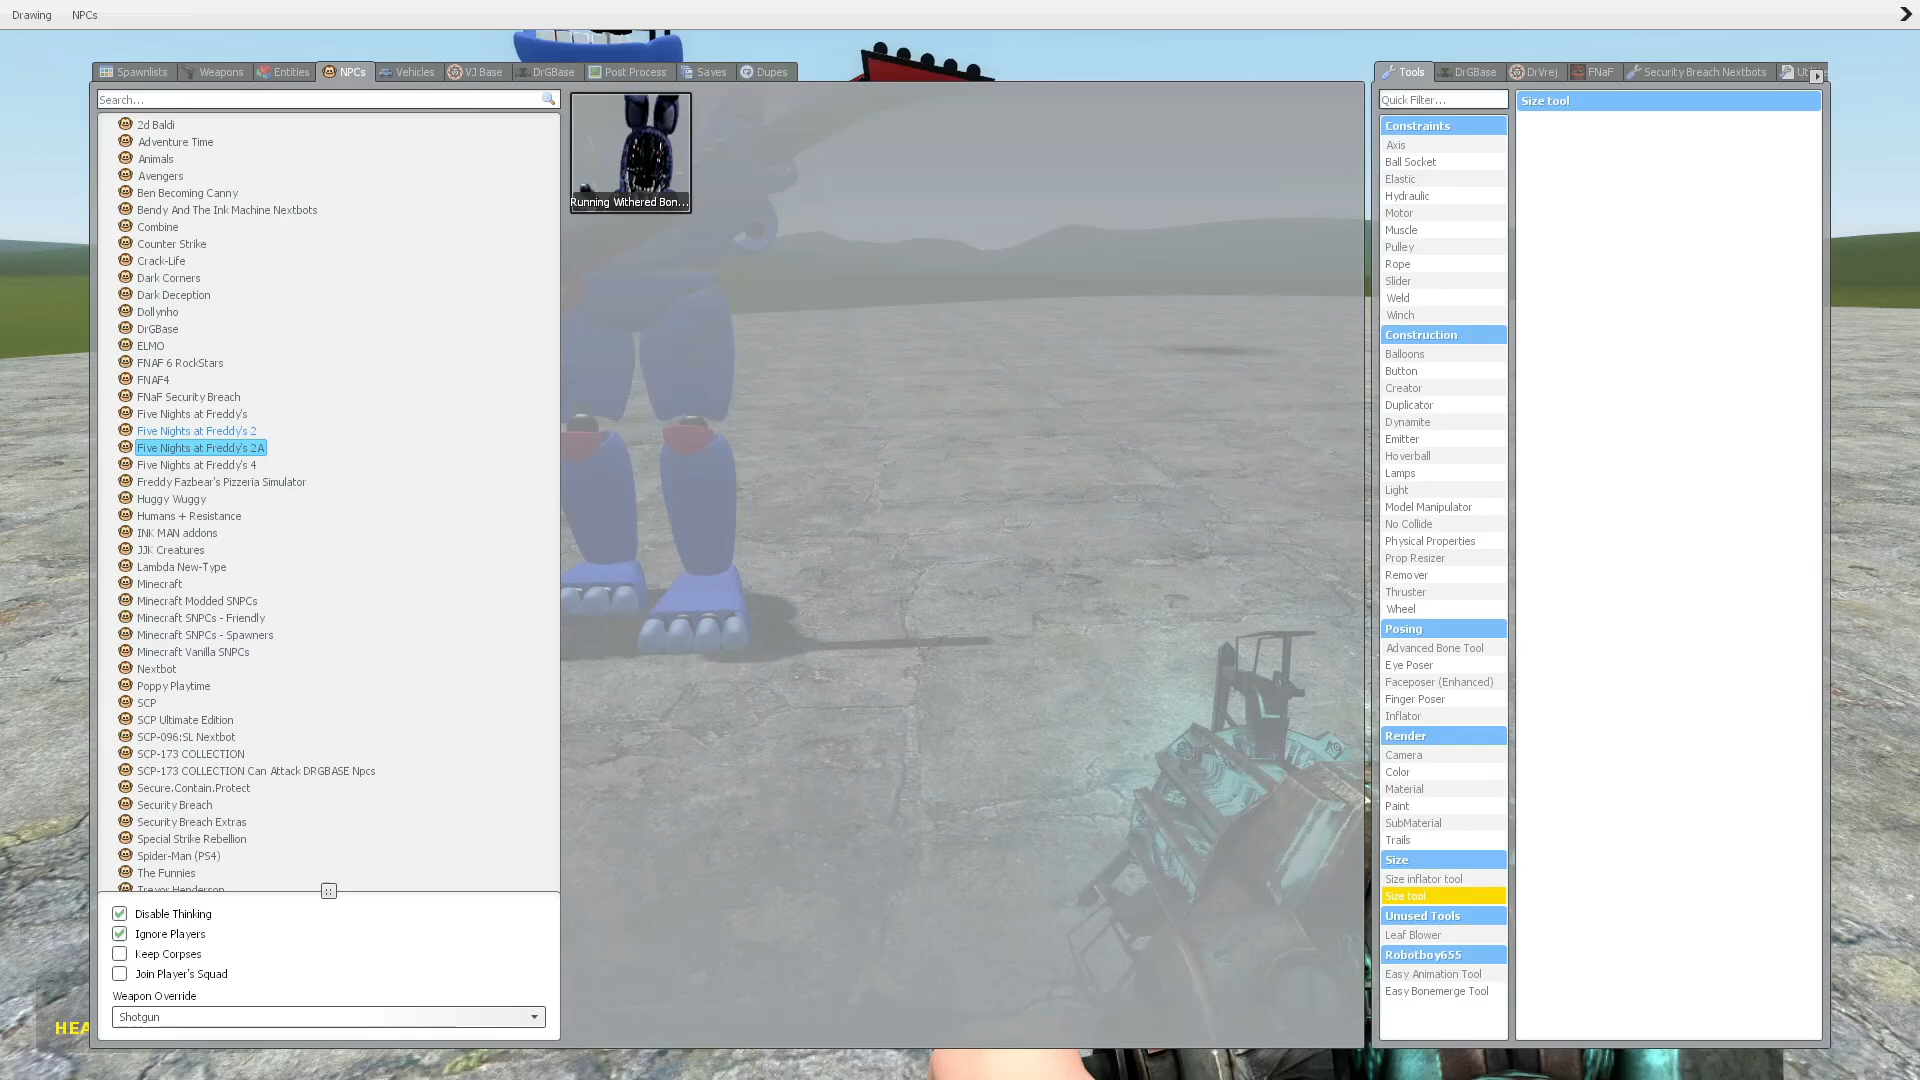 Drawing NPCs
Spawnlists Weapons Entities NPCs Vehicles VJ Base DrGBase Post Process Saves Dupes
Search...
2d Baldi
Adventure Time
Animals
Avengers
Ben Becoming Canny
Bendy And The Ink Machine Nextbots
Combine
Counter Strike
Crack-Life
Dark Corners
Dark Deception
Dollynho
DrGBase
ELMO
FNAF 6 RockStars
FNAF4
FNaF Security Breach
Five Nights at Freddy's
Five Nights at Freddy's 2
Five Nights at Freddy's 2A
Five Nights at Freddy's 4
Freddy Fazbear's Pizzeria Simulator
Huggy Wuggy
Humans + Resistance
INK MAN addons
JJK Creatures
Lambda New-Type
Minecraft
Minecraft Modded SNPCs
Minecraft SNPCs - Friendly
Minecraft SNPCs - Spawners
Minecraft Vanilla SNPCs
Nextbot
Poppy Playtime
SCP
SCP Ultimate Edition
SCP-096:SL Nextbot
SCP-173 COLLECTION
SCP-173 COLLECTION Can Attack DRGBASE Npcs
Secure.Contain.Protect
Security Breach
Security Breach Extras
Special Strike Rebellion
Spider-Man (PS4)
The Funnies
Trevor Henderson
Disable Thinking
Ignore Players
Keep Corpses
Join Player's Squad
Weapon Override
Shotgun
HEA
Running Withered Bon...
Tools DrGBase DrVrej FNaF Security Breach Nextbots Uti
Quick Filter...
Constraints
Axis
Ball Socket
Elastic
Hydraulic
Motor
Muscle
Pulley
Rope
Slider
Weld
Winch
Construction
Balloons
Button
Creator
Duplicator
Dynamite
Emitter
Hoverball
Lamps
Light
Model Manipulator
No Collide
Physical Properties
Prop Resizer
Remover
Thruster
Wheel
Posing
Advanced Bone Tool
Eye Poser
Faceposer (Enhanced)
Finger Poser
Inflator
Render
Camera
Color
Material
Paint
SubMaterial
Trails
Size
Size inflator tool
Size tool
Unused Tools
Leaf Blower
Robotboy655
Easy Animation Tool
Easy Bonemerge Tool
Size tool